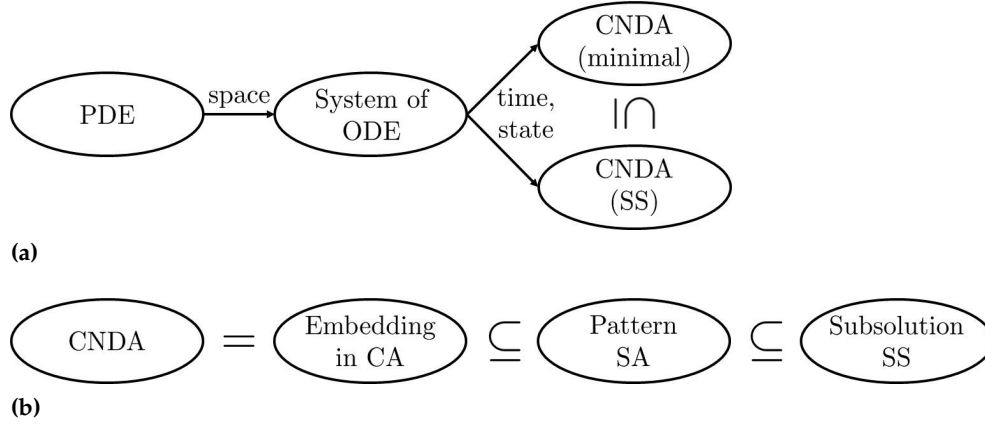 CNDA
(minimal)
PDE
space
System of
ODE
time,
state
⊆
CNDA
(SS)
(a)
CNDA
=
Embedding
in CA
⊆
Pattern
SA
⊆
Subsolution
SS
(b)